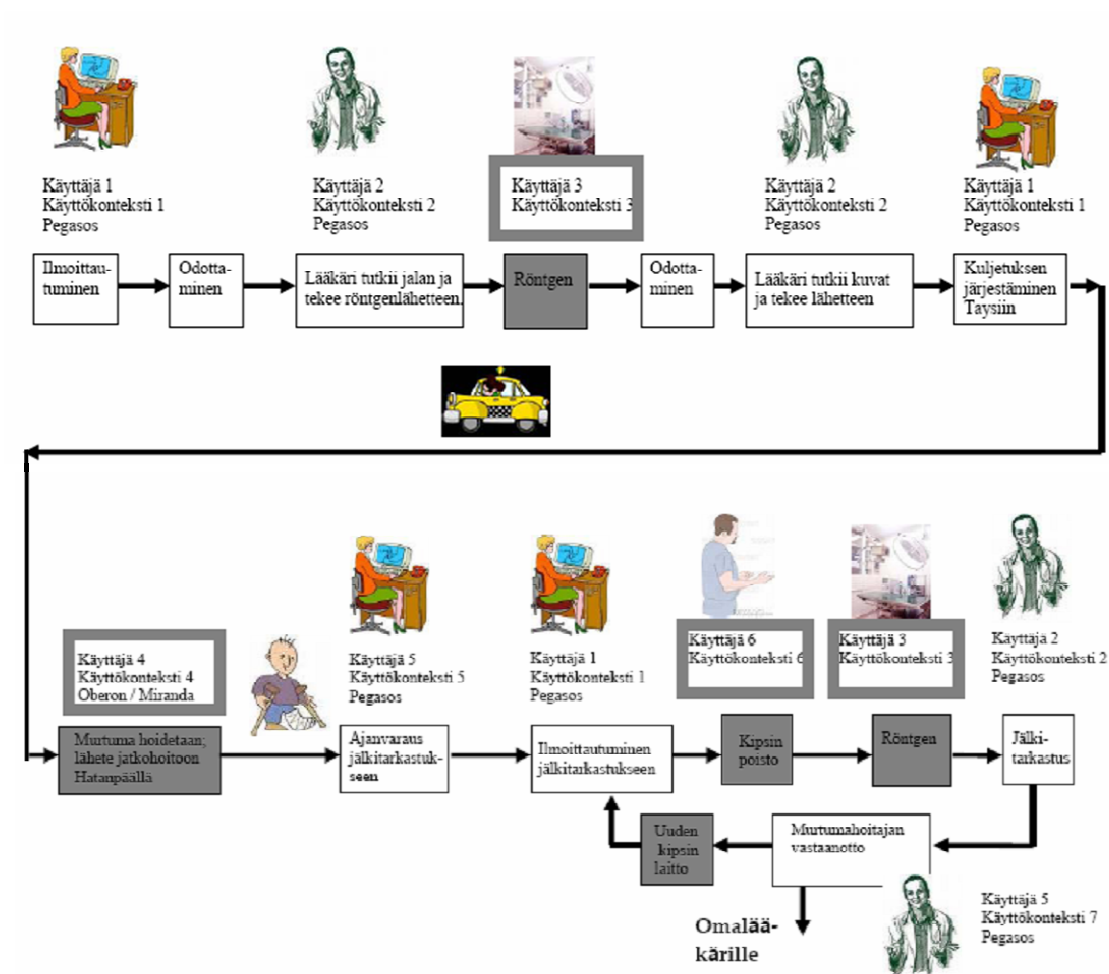 Käyttäjä 1
Käyttökonteksti 1
Pegasos
Käyttäjä 2
Käyttökonteksti 2
Pegasos
Käyttäjä 3
Käyttökonteksti 3
Käyttäjä 2
Käyttökonteksti 2
Pegasos
Käyttäjä 1
Käyttökonteksti 1
Pegasos
Ilmoittau-
tuminen
Odotta-
minen
Lääkäri tutkii jalan ja
tekee röntgenlähetteen.
Röntgen
Odotta-
minen
Lääkäri tutkii kuvat
ja tekee lähetteen
Kuljetuksen
järjestäminen
Taysiin
Käyttäjä 4
Käyttökonteksti 4
Oberon / Miranda
Käyttäjä 5
Käyttökonteksti 5
Pegasos
Käyttäjä 1
Käyttökonteksti 1
Pegasos
Käyttäjä 6
Käyttökonteksti 6
Käyttäjä 3
Käyttökonteksti 3
Käyttäjä 2
Käyttökonteksti 2
Pegasos
Murtuma hoidetaan;
lähete jatkohoitoon
Hatanpäällä
Ajanvaraus
jälkitarkastuk-
seen
Ilmoittautuminen
jälkitarkastukseen
Kipsin
poisto
Röntgen
Jälki-
tarkastus
Uuden
kipsin
laitto
Murtumahoitajan
vastaanotto
Omalää-
kärille
Käyttäjä 5
Käyttökonteksti 7
Pegasos